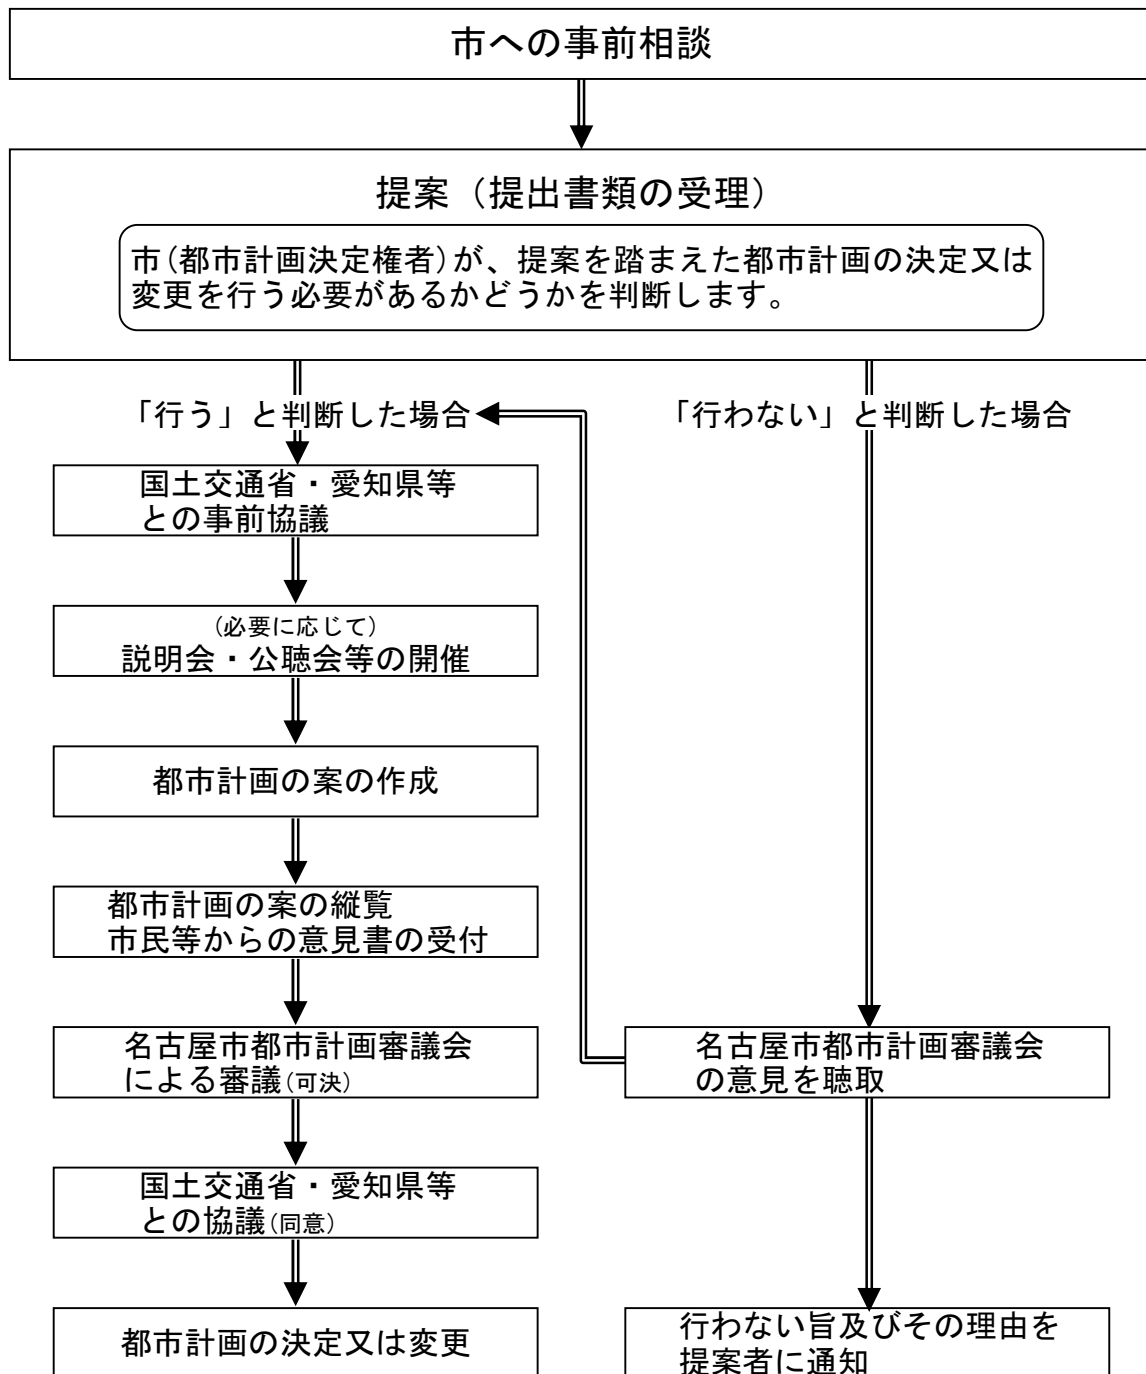 市への事前相談
提案（提出書類の受理）
市（都市計画決定権者）が、提案を踏まえた都市計画の決定又は
変更を行う必要があるかどうかを判断します。
「行う」と判断した場合
「行わない」と判断した場合
国土交通省・愛知県等
との事前協議
（必要に応じて）
説明会・公聴会等の開催
都市計画の案の作成
都市計画の案の縦覧
市民等からの意見書の受付
名古屋市都市計画審議会
による審議（可決）
名古屋市都市計画審議会
の意見を聴取
国土交通省・愛知県等
との協議（同意）
都市計画の決定又は変更
行わない旨及びその理由を
提案者に通知